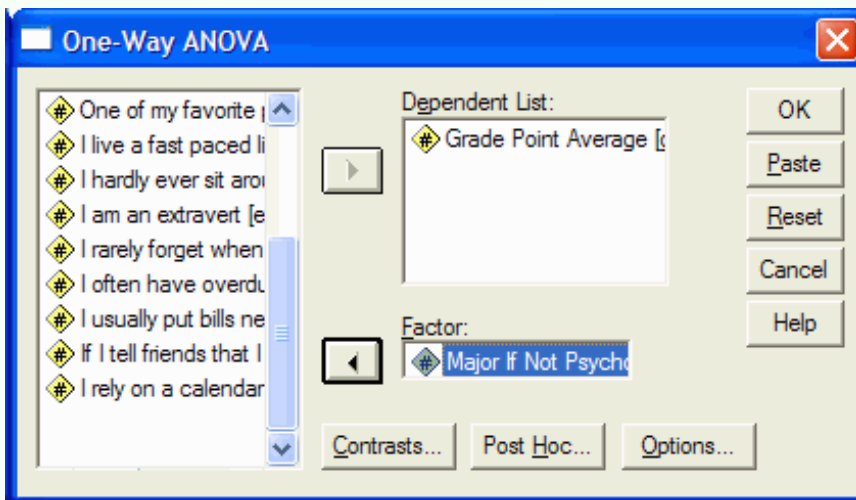 One-Way ANOVA
One of my favorite
I live a fast paced li
I hardly ever sit arou
I am an extravert [e
I rarely forget when
I often have overdu
I usually put bills ne
If I tell friends that I
I rely on a calendar
Dependent List:
Grade Point Average [g
Factor:
Major If Not Psycho
Contrasts...
Post Hoc...
Options...
OK
Paste
Reset
Cancel
Help